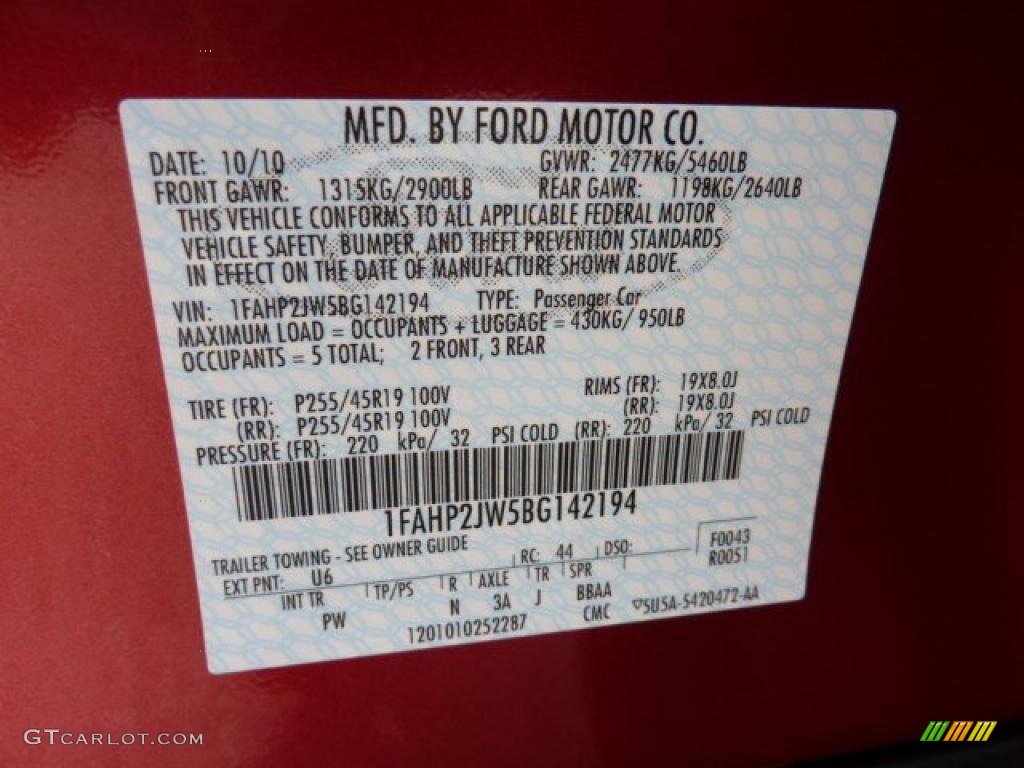 MFD. BY FORD MOTOR CO.
DATE: 10/10 GVWR: 2477KG/5460LB
FRONT GAWR: 1315KG/2900LB REAR GAWR: 1198KG/2640LB
THIS VEHICLE CONFORMS TO ALL APPLICABLE FEDERAL MOTOR
VEHICLE SAFETY, BUMPER, AND THEFT PREVENTION STANDARDS
IN EFFECT ON THE DATE OF MANUFACTURE SHOWN ABOVE.
VIN: 1FAHP2JW5BG142194 TYPE: Passenger Car
MAXIMUM LOAD = OCCUPANTS + LUGGAGE = 430KG/ 950LB
OCCUPANTS = 5 TOTAL; 2 FRONT, 3 REAR
TIRE (FR): P255/45R19 100V RIMS (FR): 19X8.0J
(RR): P255/45R19 100V (RR): 19X8.0J
PRESSURE (FR): 220 kPa/ 32 PSI COLD (RR): 220 kPa/ 32 PSI COLD
1FAHP2JW5BG142194
TRAILER TOWING - SEE OWNER GUIDE
EXT PNT: U6 RC: 44 DSO: F0043
R0051
INT TR TP/PS R AXLE TR SPR
PW N 3A J BBAA
1201010252287 CMC ▽5U5A-5420472-AA
GTCARLOT.COM